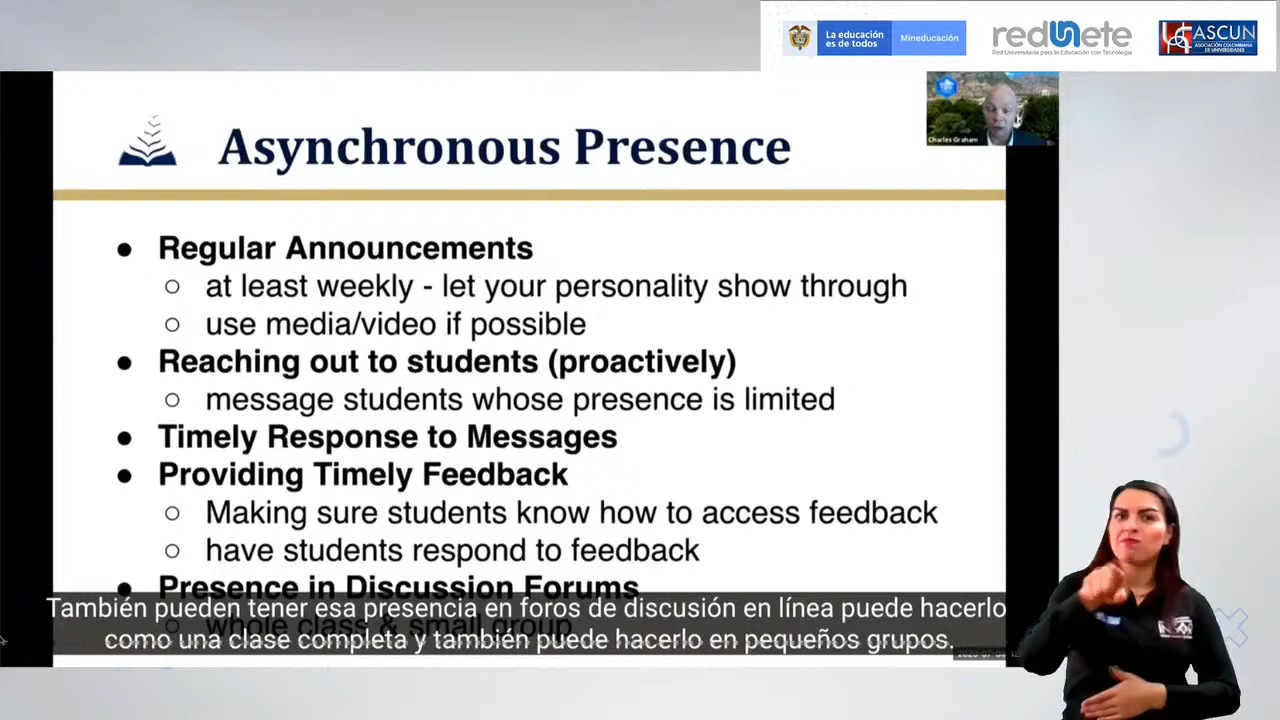 La educación
es de todos
Mineducación
redunete
Red Universitaria para la Educación con Tecnología
ASCUN
ASOCIACIÓN COLOMBIANA
DE UNIVERSIDADES
Charles Graham
Asynchronous Presence
● Regular Announcements
○ at least weekly - let your personality show through
○ use media/video if possible
● Reaching out to students (proactively)
○ message students whose presence is limited
● Timely Response to Messages
● Providing Timely Feedback
○ Making sure students know how to access feedback
○ have students respond to feedback
● Presence in Discussion Forums
○ whole class & small group
También pueden tener esa presencia en foros de discusión en línea puede hacerlo
como una clase completa y también puede hacerlo en pequeños grupos.